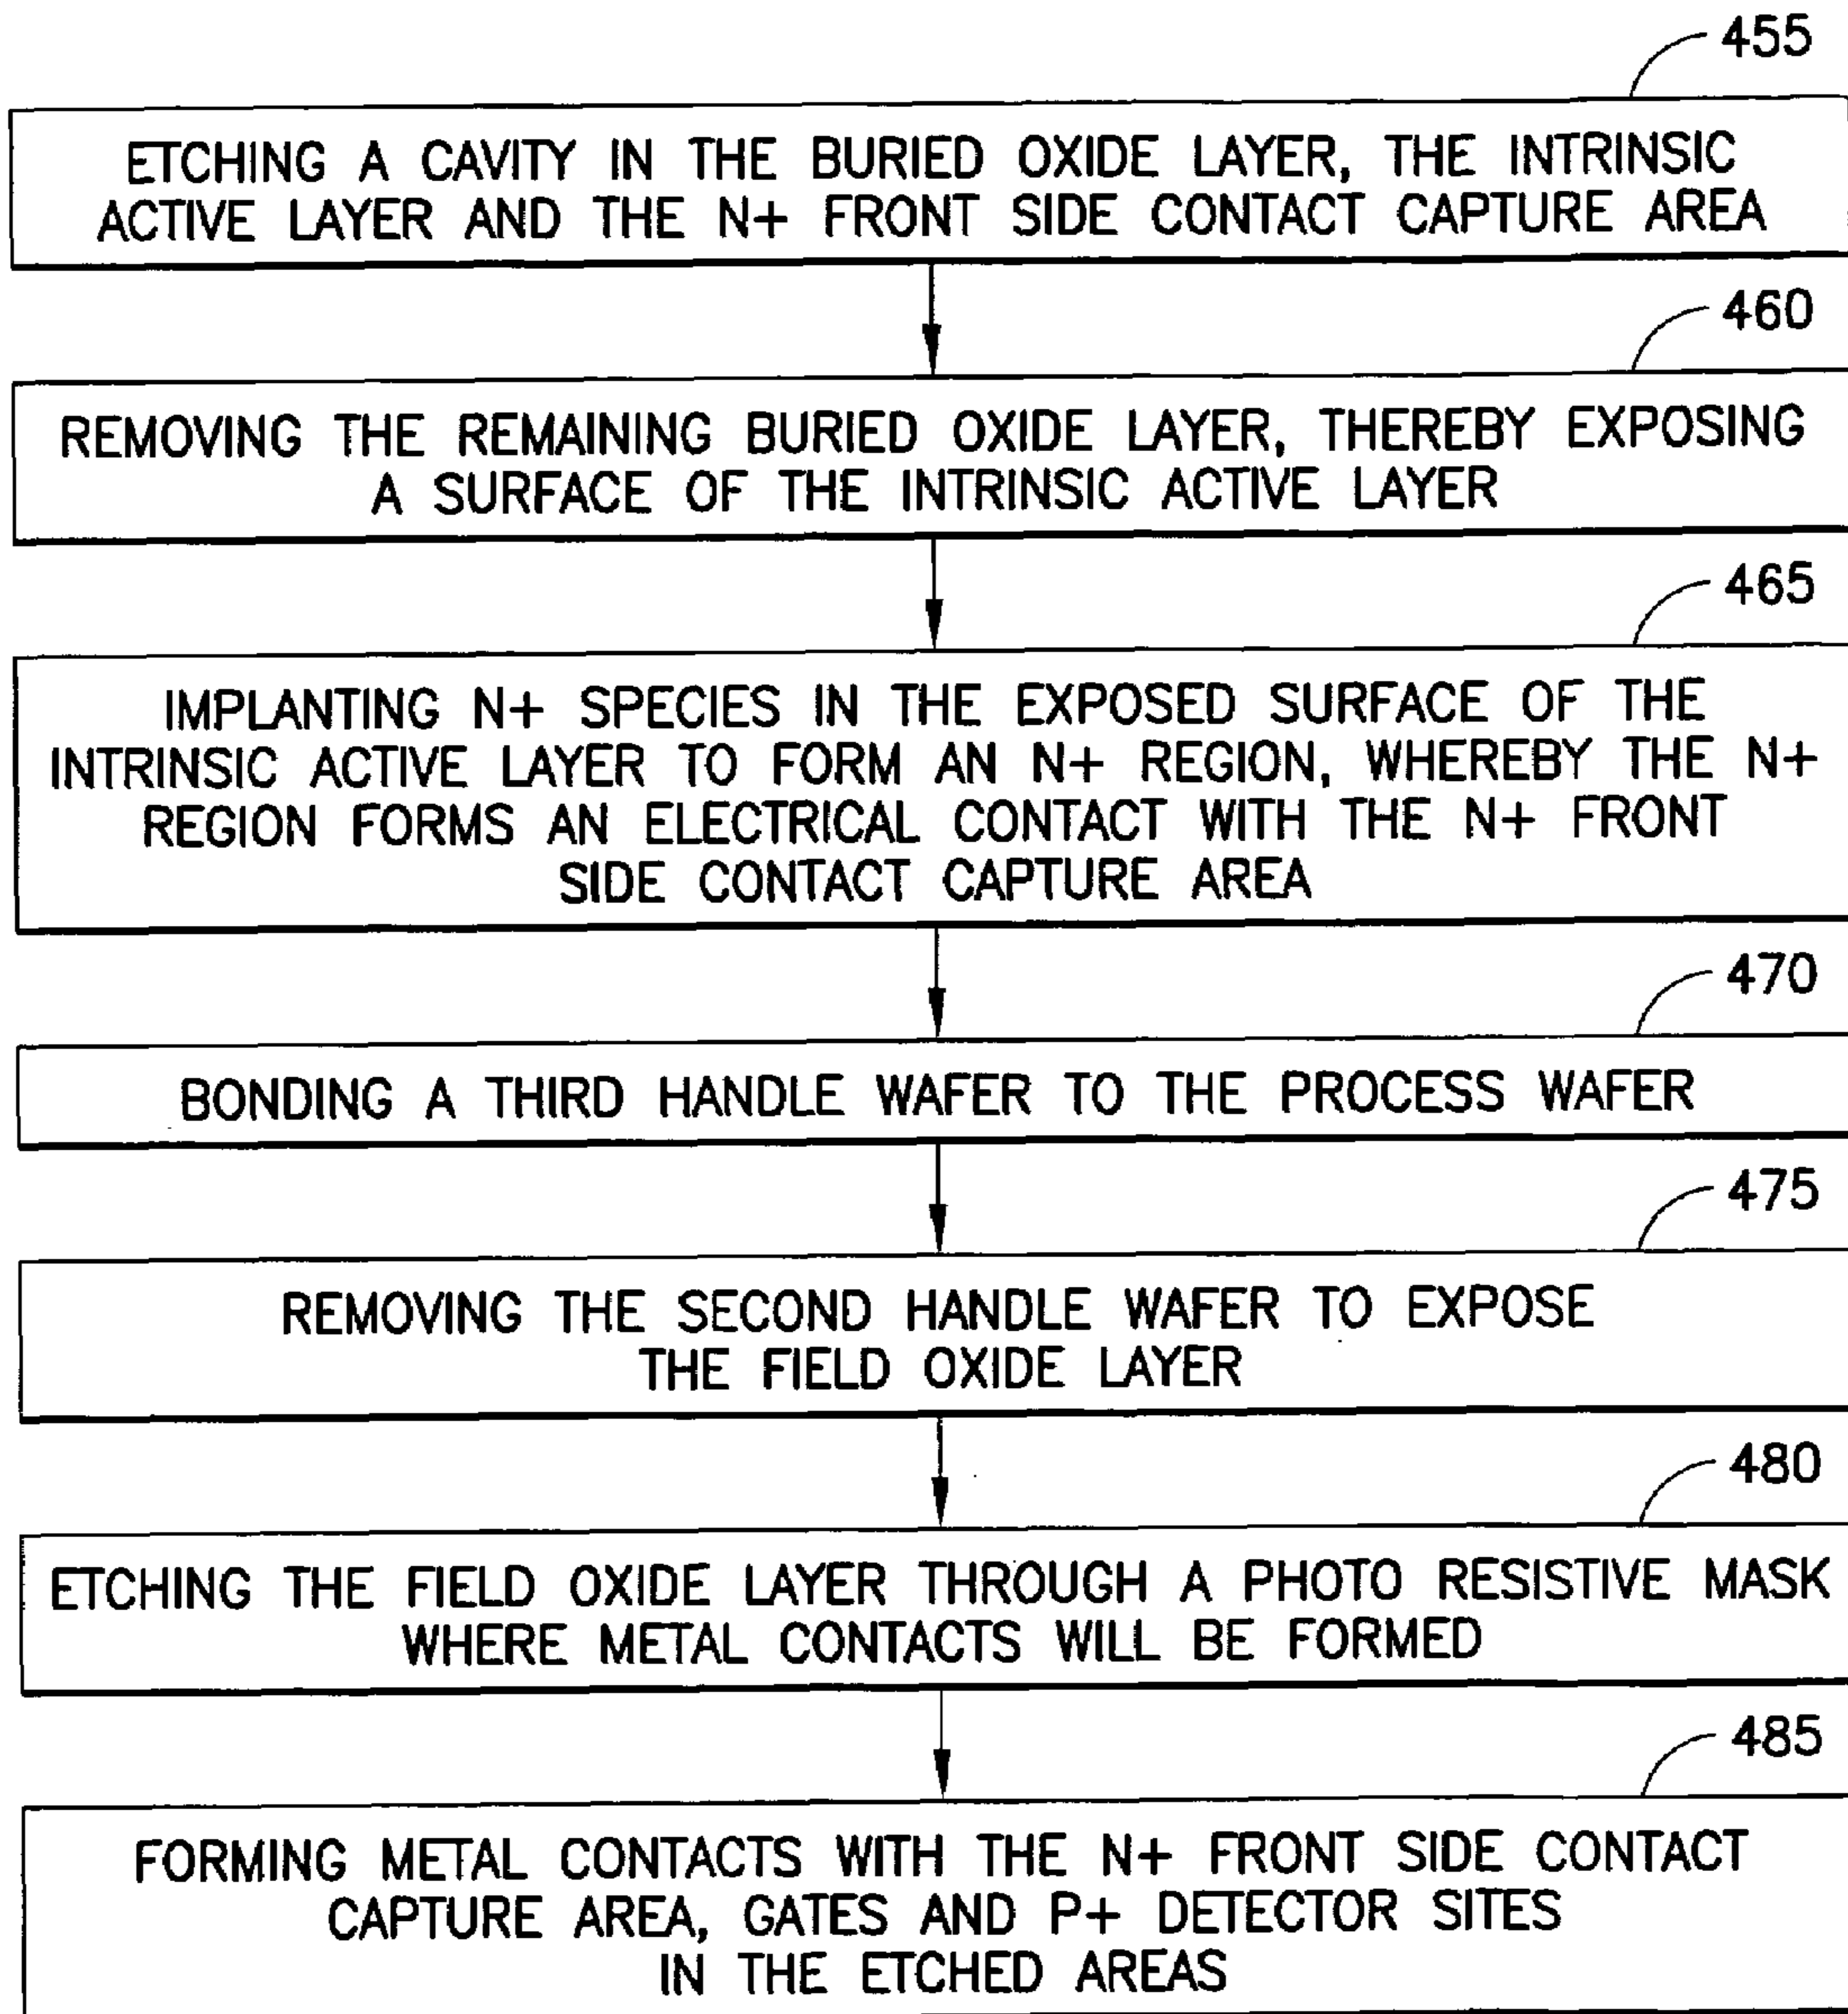 455
ETCHING A CAVITY IN THE BURIED OXIDE LAYER, THE INTRINSIC
ACTIVE LAYER AND THE N+ FRONT SIDE CONTACT CAPTURE AREA
460
REMOVING THE REMAINING BURIED OXIDE LAYER, THEREBY EXPOSING
A SURFACE OF THE INTRINSIC ACTIVE LAYER
465
IMPLANTING N+ SPECIES IN THE EXPOSED SURFACE OF THE
INTRINSIC ACTIVE LAYER TO FORM AN N+ REGION, WHEREBY THE N+
REGION FORMS AN ELECTRICAL CONTACT WITH THE N+ FRONT
SIDE CONTACT CAPTURE AREA
470
BONDING A THIRD HANDLE WAFER TO THE PROCESS WAFER
475
REMOVING THE SECOND HANDLE WAFER TO EXPOSE
THE FIELD OXIDE LAYER
480
ETCHING THE FIELD OXIDE LAYER THROUGH A PHOTO RESISTIVE MASK
WHERE METAL CONTACTS WILL BE FORMED
485
FORMING METAL CONTACTS WITH THE N+ FRONT SIDE CONTACT
CAPTURE AREA, GATES AND P+ DETECTOR SITES
IN THE ETCHED AREAS